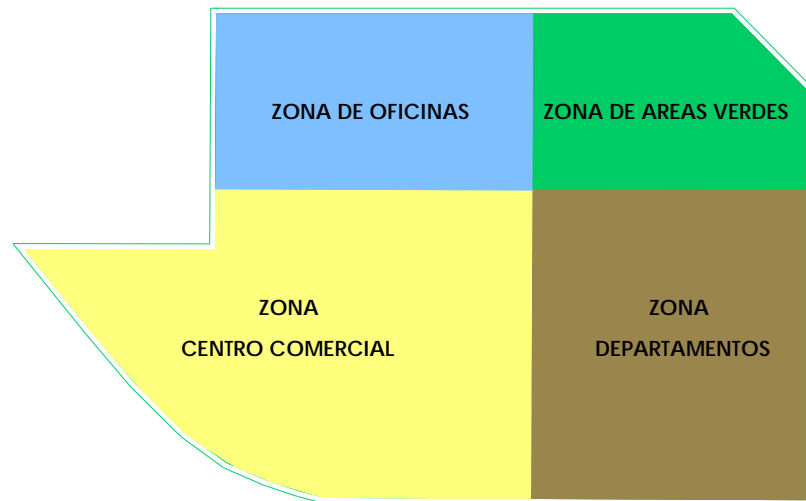 ZONA DE OFICINAS
ZONA DE AREAS VERDES
ZONA
CENTRO COMERCIAL
ZONA
DEPARTAMENTOS